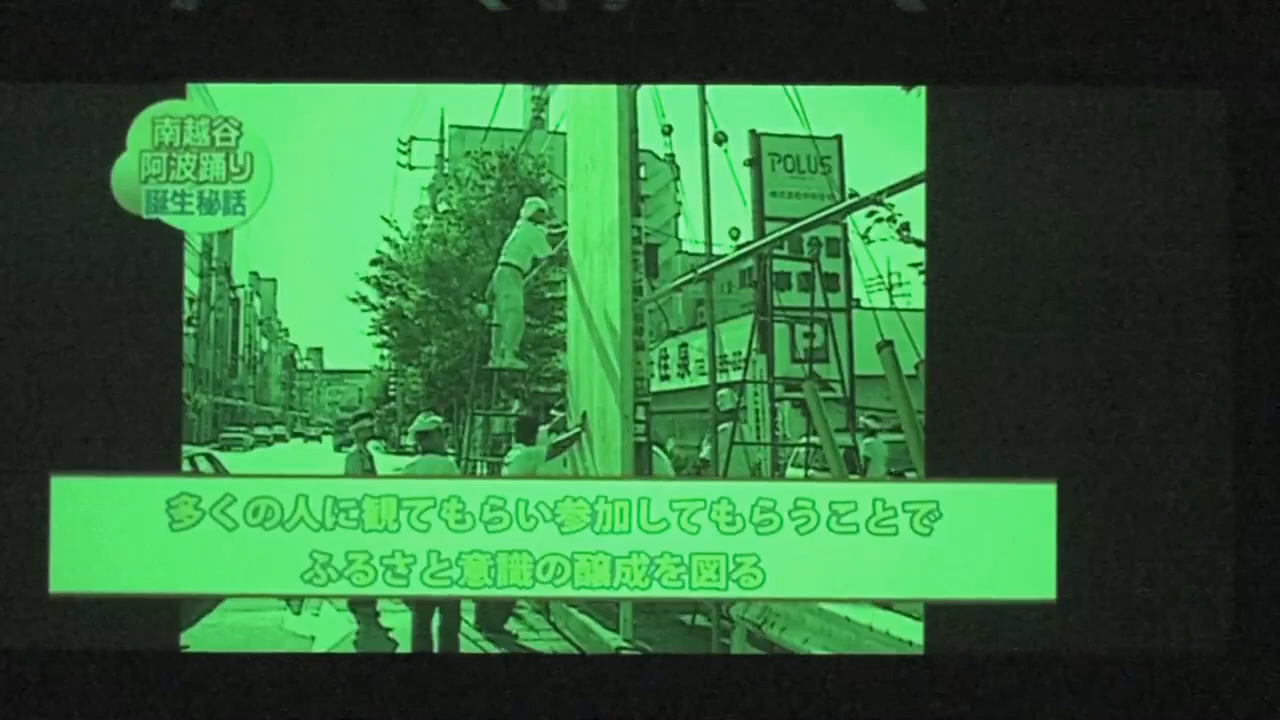 南越谷
阿波踊り
誕生秘話
POLUS
住泉
多くの人に観てもらい参加してもらうことで
ふるさと意識の醸成を図る